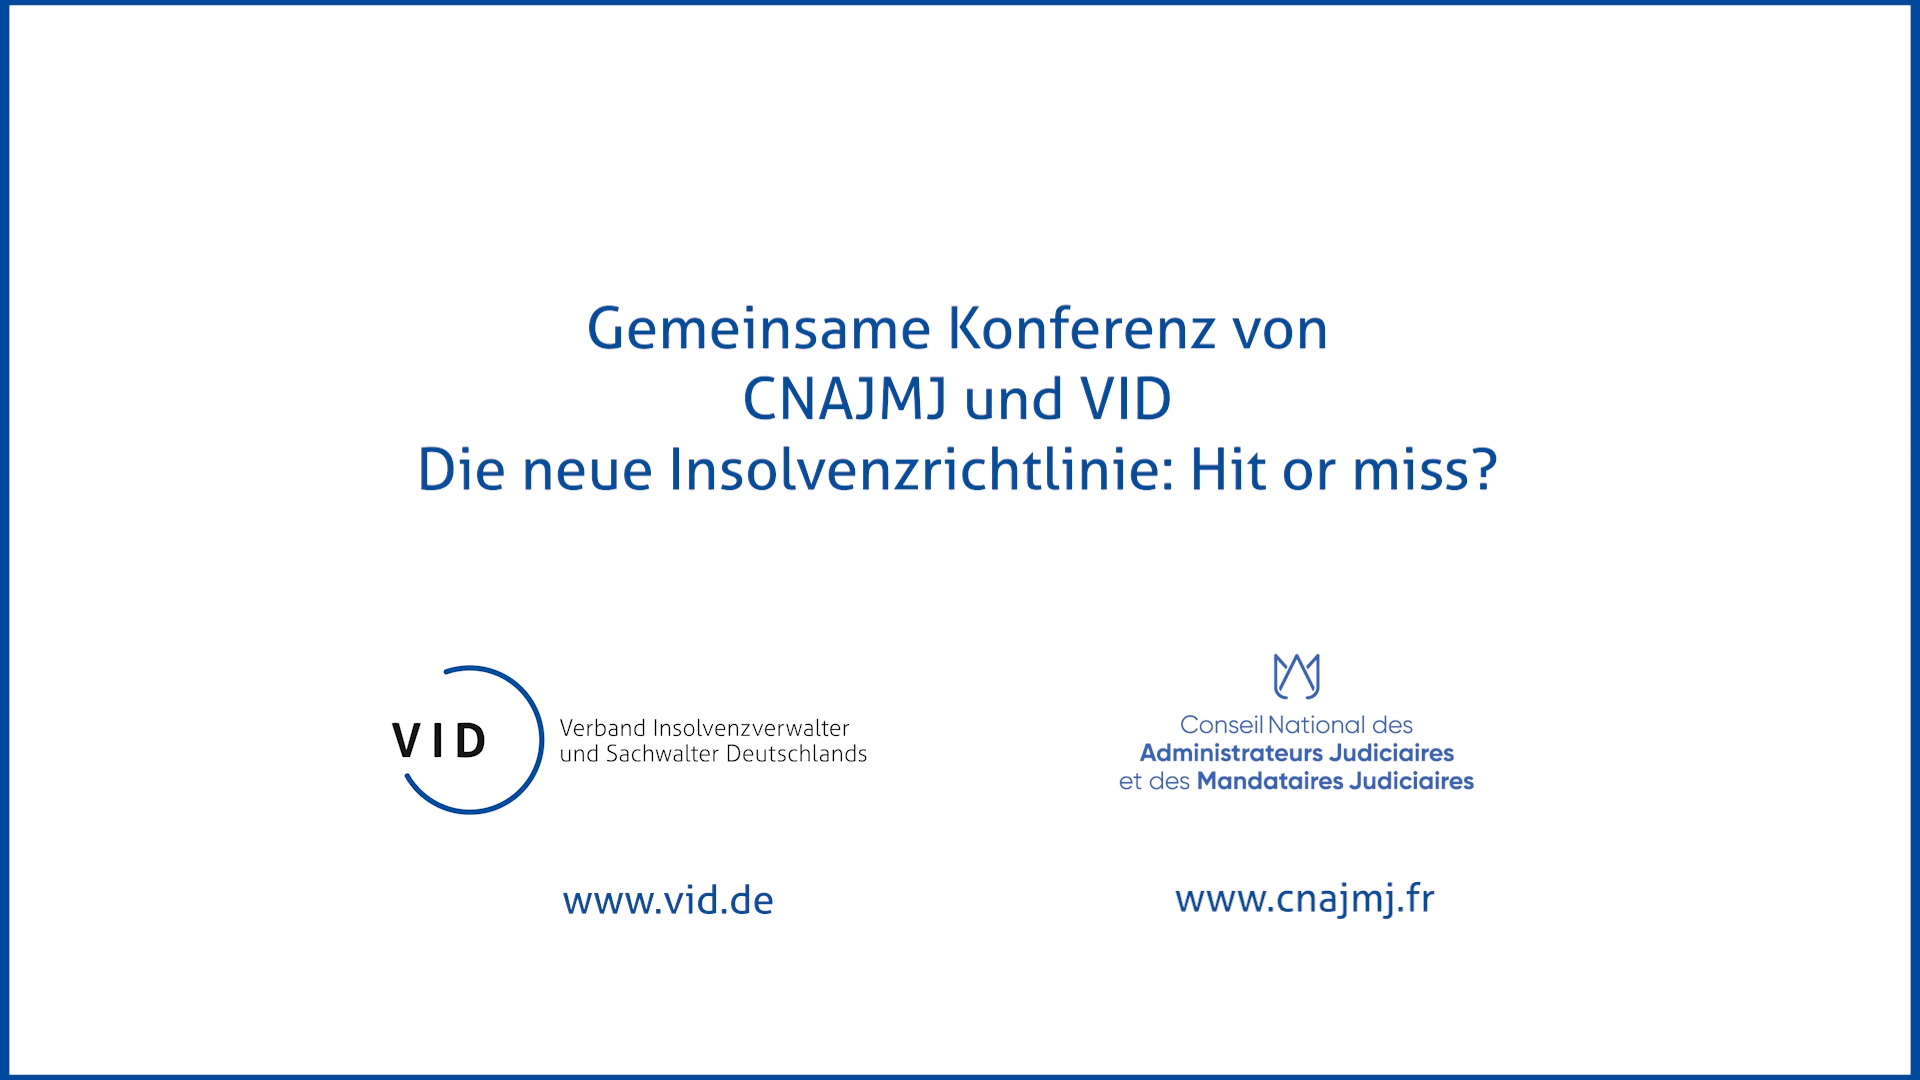 Gemeinsame Konferenz von
CNAJMJ und VID
Die neue Insolvenzrichtlinie: Hit or miss?
VID
Verband Insolvenzverwalter
und Sachwalter Deutschlands
www.vid.de
Conseil National des
Administrateurs Judiciaires
et des Mandataires Judiciaires
www.cnajmj.fr